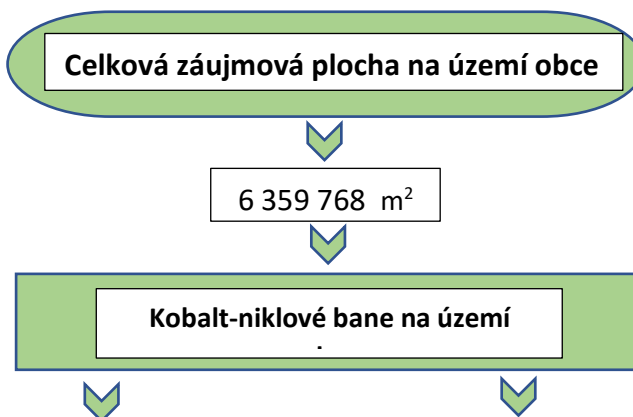 Celková záujmová plocha na území obce
6 359 768 m²
Kobalt-niklové bane na území